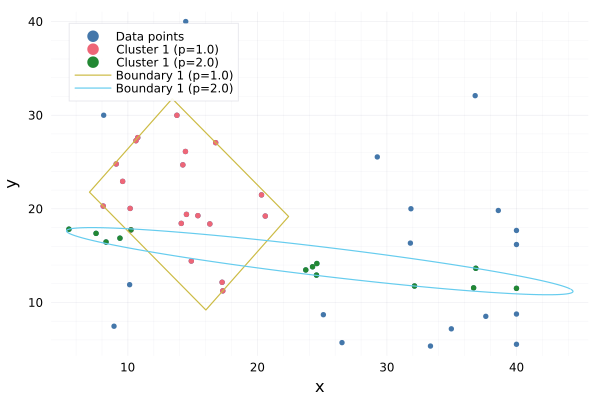 40
30
20
10
y
Data points
Cluster 1 (p=1.0)
Cluster 1 (p=2.0)
Boundary 1 (p=1.0)
Boundary 1 (p=2.0)
10 20 30 40
x